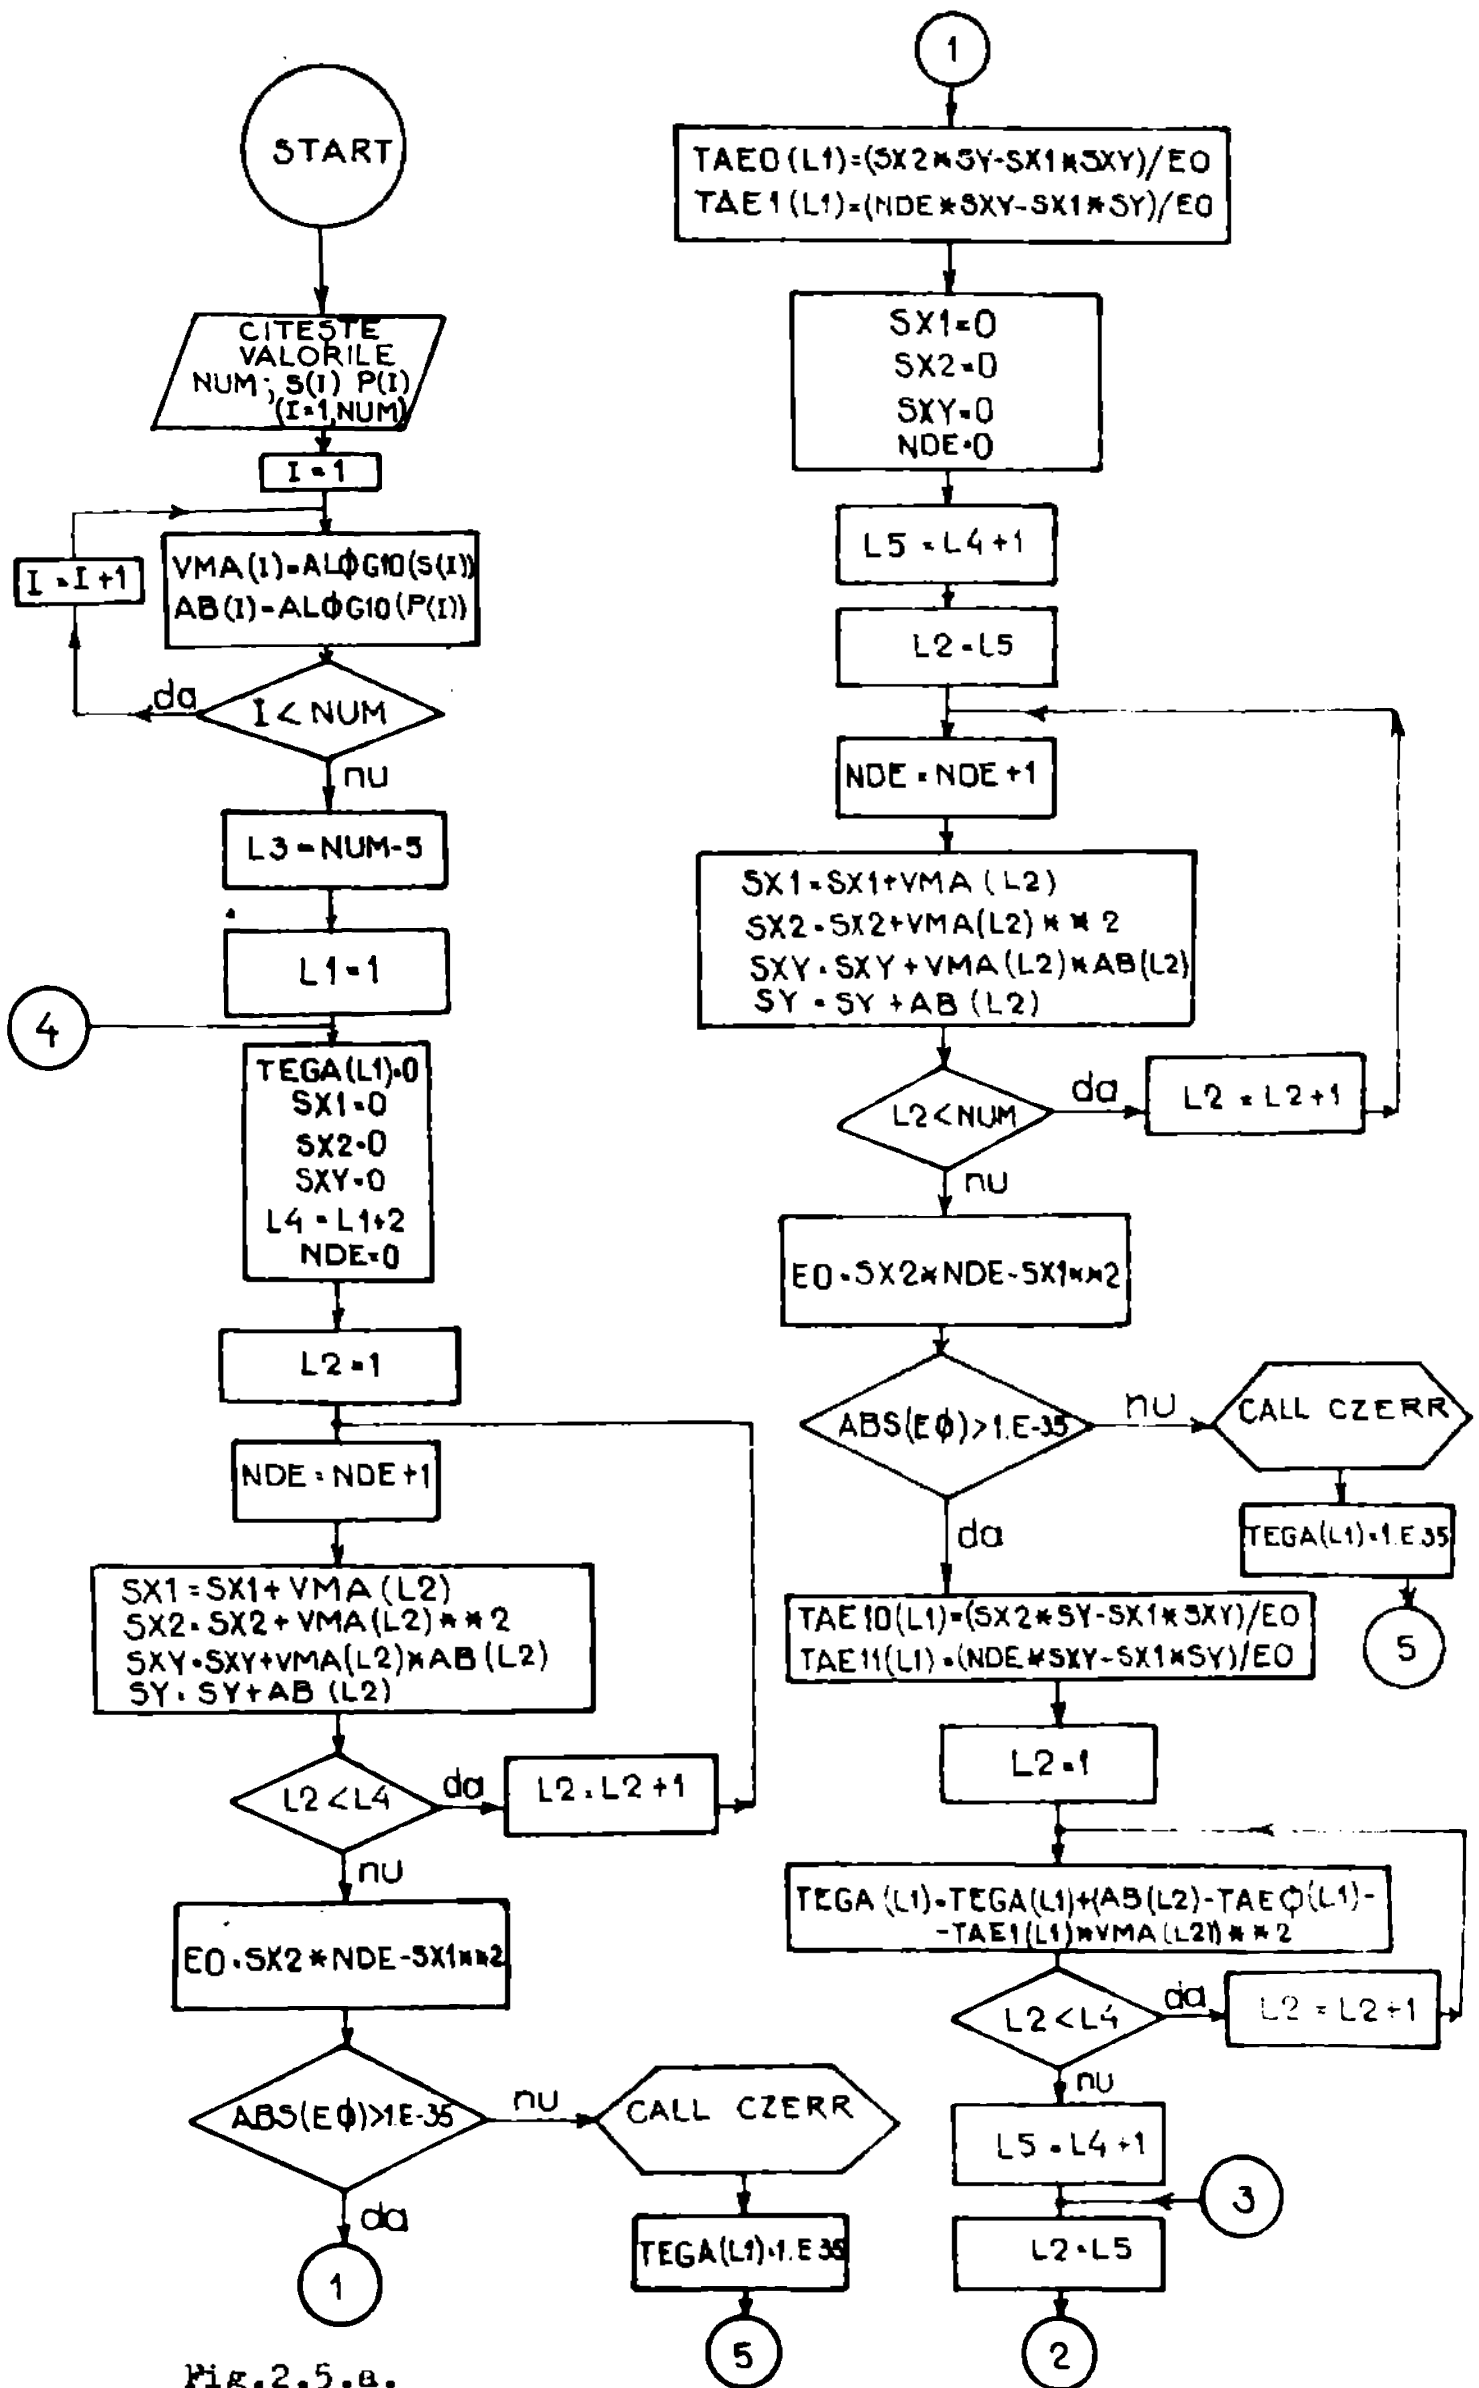 START
CITESTE
VALORILE
NUM; S(I) P(I)
(I=1,NUM)
I=1
VMA(I)=ALØG10(S(I))
AB(I)=ALØG10(P(I))
I=I+1
I<NUM
da
nu
L3=NUM-5
L1=1
4
TEGA(L1)=0
SX1=0
SX2=0
SXY=0
L4=L1+2
NDE=0
L2=1
NDE=NDE+1
SX1=SX1+VMA(L2)
SX2=SX2+VMA(L2)**2
SXY=SXY+VMA(L2)*AB(L2)
SY=SY+AB(L2)
L2<L4
da
L2=L2+1
nu
E0=SX2*NDE-SX1**2
ABS(EØ)>1.E-35
nu
CALL CZERR
TEGA(L1)=1.E35
5
da
1
Fig.2.5.a.
1
TAE0(L1)=(SX2*SY-SX1*SXY)/E0
TAE1(L1)=(NDE*SXY-SX1*SY)/E0
SX1=0
SX2=0
SXY=0
NDE=0
L5=L4+1
L2=L5
NDE=NDE+1
SX1=SX1+VMA(L2)
SX2=SX2+VMA(L2)**2
SXY=SXY+VMA(L2)*AB(L2)
SY=SY+AB(L2)
L2<NUM
da
L2=L2+1
nu
E0=SX2*NDE-SX1**2
ABS(EØ)>1.E-35
nu
CALL CZERR
TEGA(L1)=1.E35
5
da
TAE10(L1)=(SX2*SY-SX1*SXY)/E0
TAE11(L1)=(NDE*SXY-SX1*SY)/E0
L2=1
TEGA(L1)=TEGA(L1)+(AB(L2)-TAEØ(L1)-
-TAE1(L1)*VMA(L2))**2
L2<L4
da
L2=L2+1
nu
L5=L4+1
3
L2=L5
2